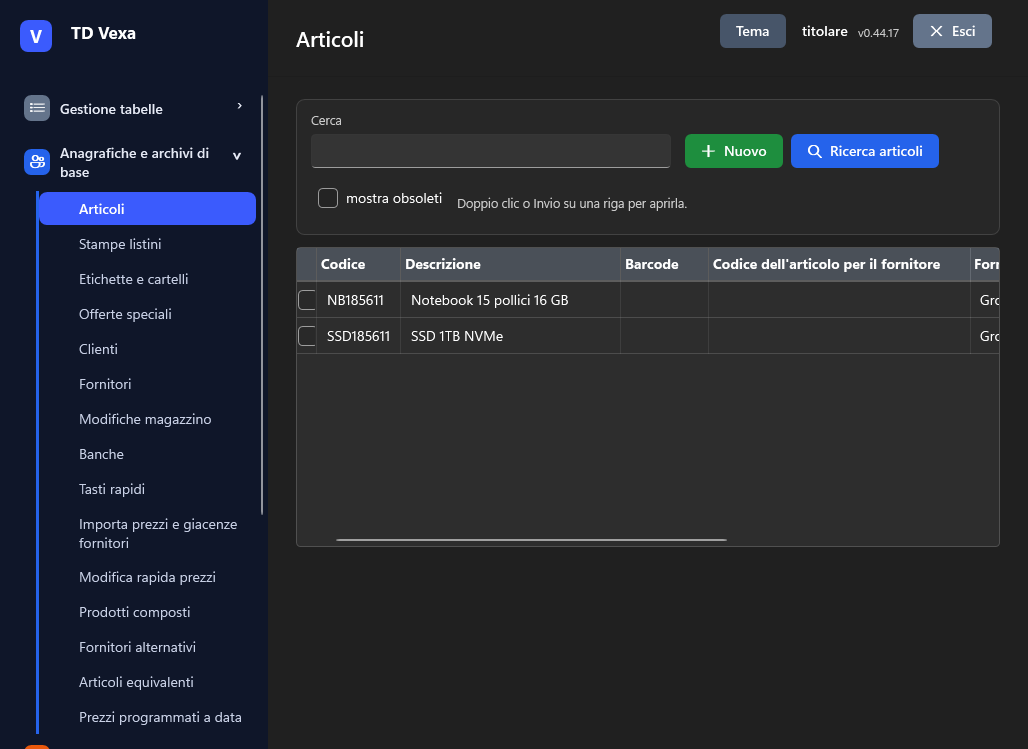 V TD Vexa
Gestione tabelle
Anagrafiche e archivi di
base
Articoli
Stampe listini
Etichette e cartelli
Offerte speciali
Clienti
Fornitori
Modifiche magazzino
Banche
Tasti rapidi
Importa prezzi e giacenze
fornitori
Modifica rapida prezzi
Prodotti composti
Fornitori alternativi
Articoli equivalenti
Prezzi programmati a data
Articoli
Tema titolare v0.44.17 Esci
Cerca
Nuovo Ricerca articoli
mostra obsoleti Doppio clic o Invio su una riga per aprirla.
Codice Descrizione Barcode Codice dell'articolo per il fornitore
NB185611 Notebook 15 pollici 16 GB
SSD185611 SSD 1TB NVMe